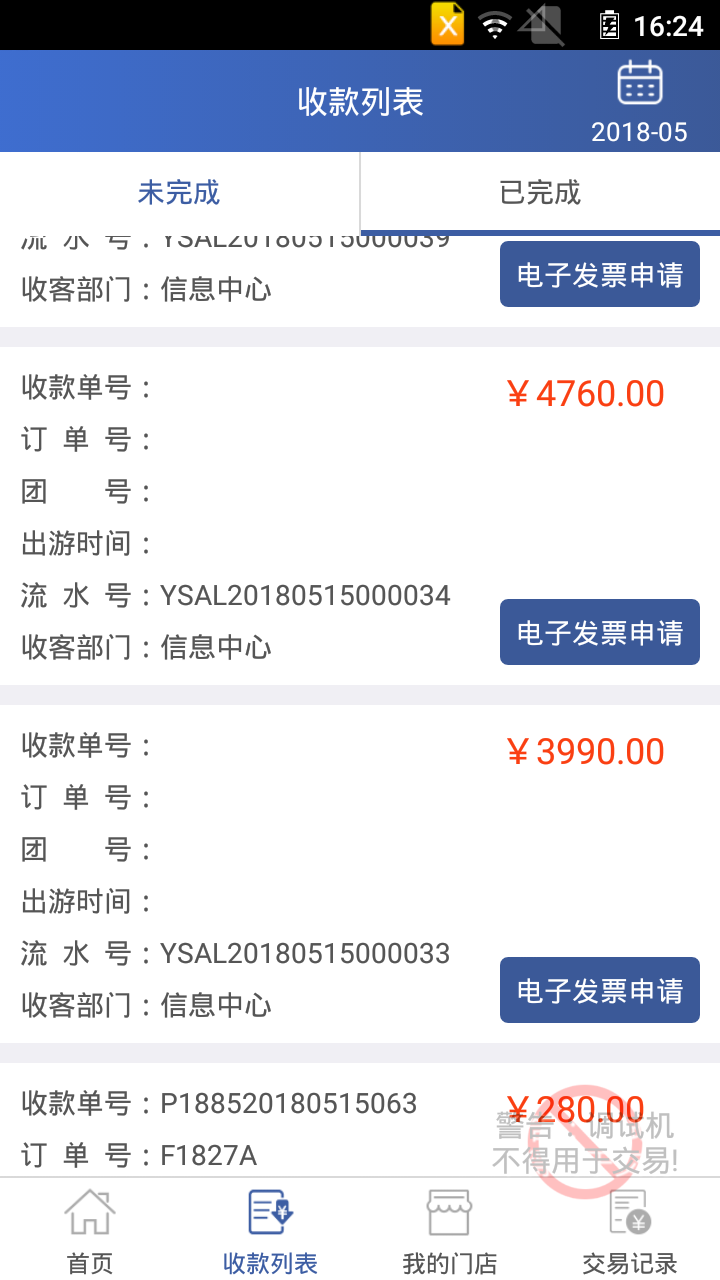 16:24
收款列表
2018-05
未完成
已完成
流 水 号：YSAL20180515000039
收客部门：信息中心
电子发票申请
收款单号：
￥4760.00
订 单 号：
团 号：
出游时间：
流 水 号：YSAL20180515000034
收客部门：信息中心
电子发票申请
收款单号：
￥3990.00
订 单 号：
团 号：
出游时间：
流 水 号：YSAL20180515000033
收客部门：信息中心
电子发票申请
收款单号：P188520180515063
￥280.00
订 单 号：F1827A
警告：调试机
不得用于交易!
首页
收款列表
我的门店
交易记录